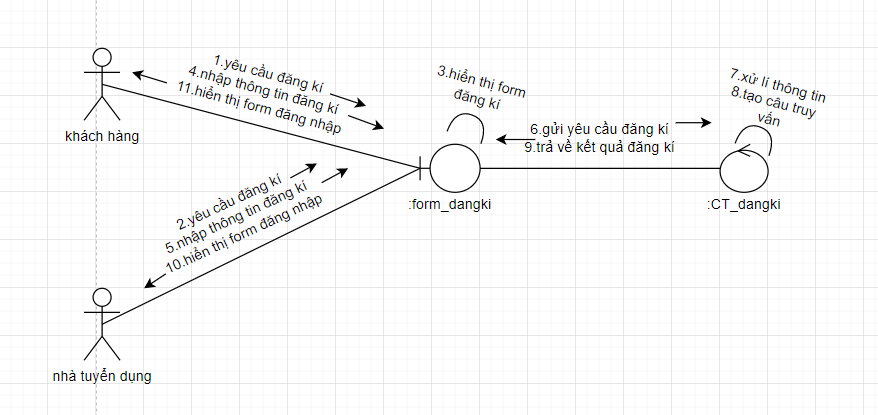 1.yêu cầu đăng kí
4.nhập thông tin đăng kí
11.hiển thị form đăng nhập
khách hàng
3.hiển thị form
đăng kí
7.xử lí thông tin
8.tạo câu truy
vấn
6.gửi yêu cầu đăng kí
9.trả về kết quả đăng kí
:form_dangki
:CT_dangki
2.yêu cầu đăng kí
5.nhập thông tin đăng kí
10.hiển thị form đăng nhập
nhà tuyển dụng